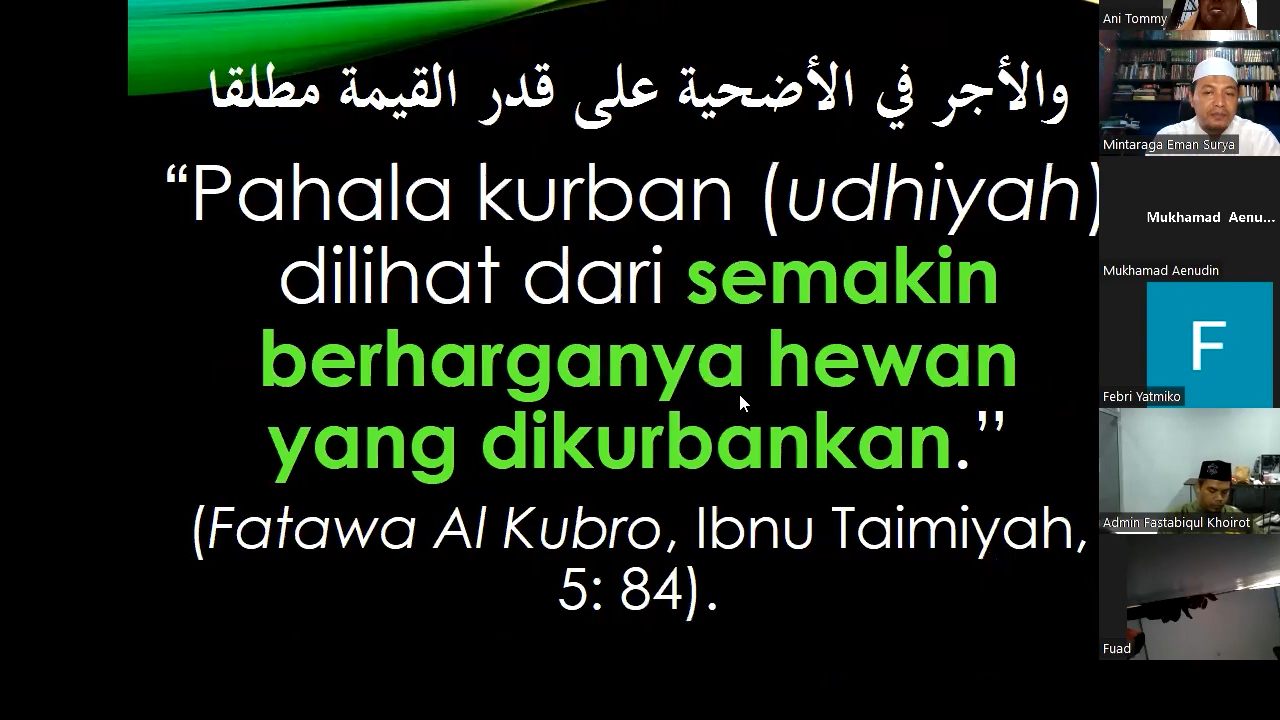 والأجر في الأضحية على قدر القيمة مطلقا
“Pahala kurban (udhiyah)
dilihat dari semakin
berharganya hewan
yang dikurbankan.”
(Fatawa Al Kubro, Ibnu Taimiyah,
5: 84).
Ani Tommy
Mintaraga Eman Surya
Mukhamad Aenu...
Mukhamad Aenudin
F
Febri Yatmiko
Admin Fastabiqul Khoirot
Fuad